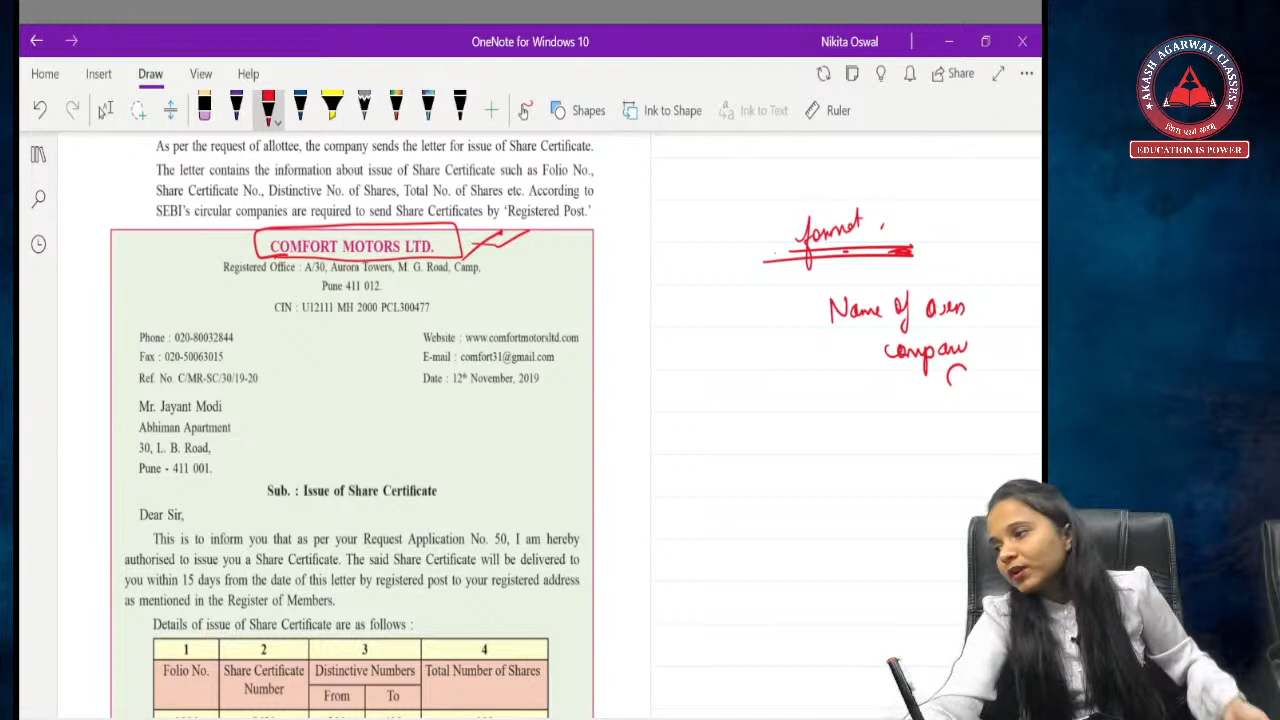 OneNote for Windows 10
Nikita Oswal
Home Insert Draw View Help
Share
Shapes Ink to Shape Ink to Text Ruler
AKASH AGARWAL CLASSES
EDUCATION IS POWER
As per the request of allottee, the company sends the letter for issue of Share Certificate.
The letter contains the information about issue of Share Certificate such as Folio No.,
Share Certificate No., Distinctive No. of Shares, Total No. of Shares etc. According to
SEBI's circular companies are required to send Share Certificates by 'Registered Post.'
COMFORT MOTORS LTD.
Registered Office : A/30, Aurora Towers, M. G. Road, Camp,
Pune 411 012.
CIN : U12111 MH 2000 PCL300477
Phone : 020-80032844
Website : www.comfortmotorsltd.com
Fax : 020-50063015
E-mail : comfort31@gmail.com
Ref. No. C/MR-SC/30/19-20
Date : 12th November, 2019
Mr. Jayant Modi
Abhiman Apartment
30, L. B. Road,
Pune - 411 001.
Sub. : Issue of Share Certificate
Dear Sir,
This is to inform you that as per your Request Application No. 50, I am hereby
authorised to issue you a Share Certificate. The said Share Certificate will be delivered to
you within 15 days from the date of this letter by registered post to your registered address
as mentioned in the Register of Members.
Details of issue of Share Certificate are as follows :
1 2 3 4
Folio No. Share Certificate Number Distinctive Numbers Total Number of Shares
From To
format
Name of